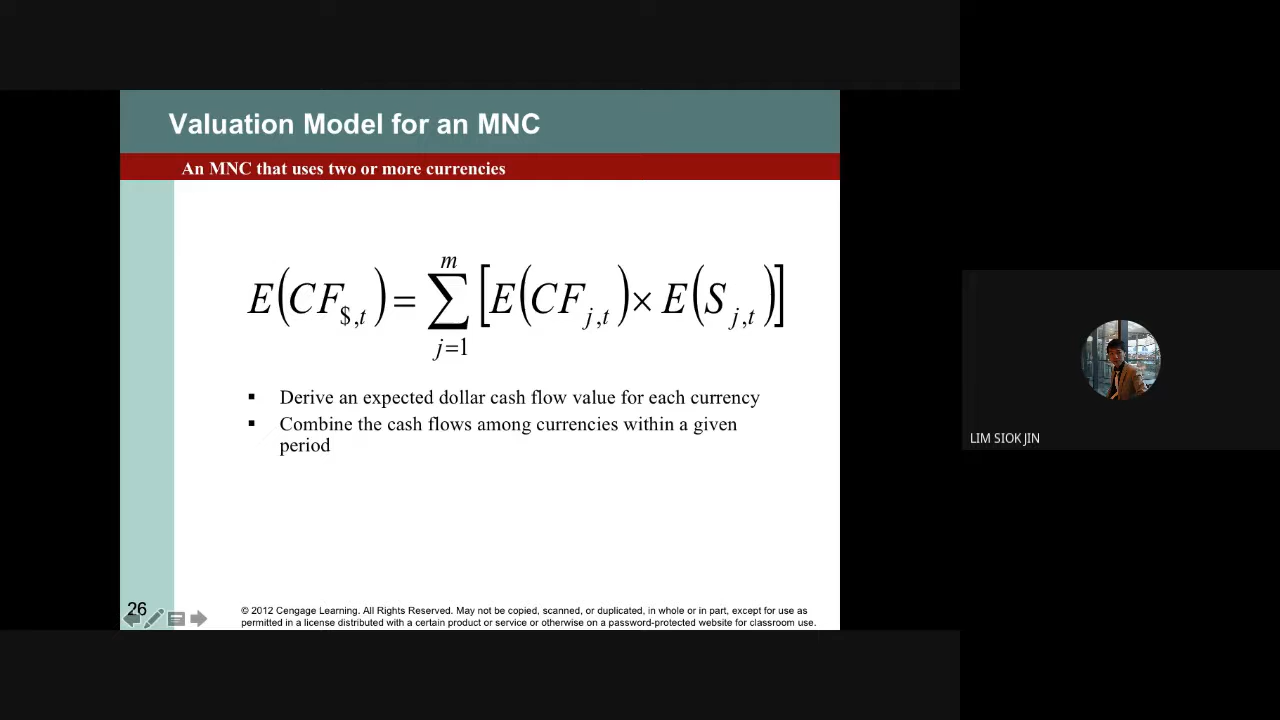 Valuation Model for an MNC
An MNC that uses two or more currencies
E(CF$,t) = ∑ j=1 m [E(CFj,t) × E(Sj,t)]
▪ Derive an expected dollar cash flow value for each currency
▪ Combine the cash flows among currencies within a given
period
LIM SIOK JIN
26
© 2012 Cengage Learning. All Rights Reserved. May not be copied, scanned, or duplicated, in whole or in part, except for use as
permitted in a license distributed with a certain product or service or otherwise on a password-protected website for classroom use.